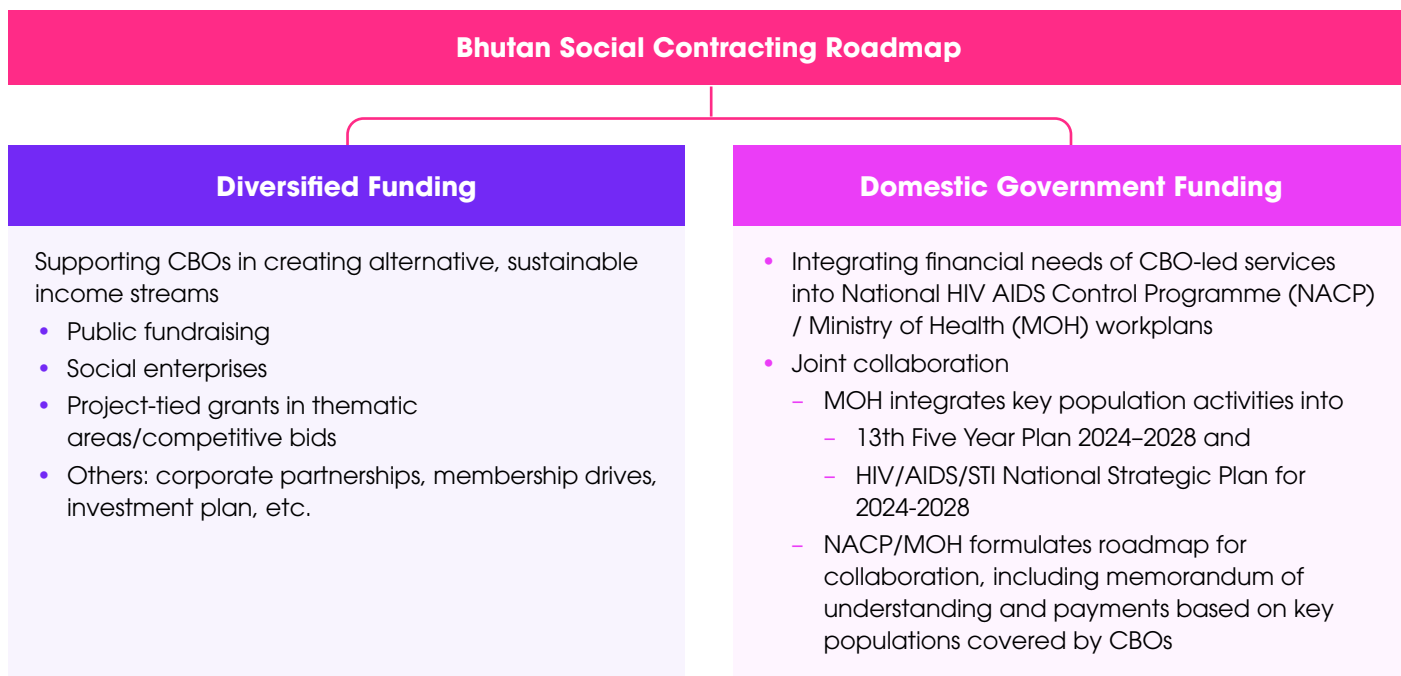 Bhutan Social Contracting Roadmap
Diversified Funding
Supporting CBOs in creating alternative, sustainable
income streams
• Public fundraising
• Social enterprises
• Project-tied grants in thematic
areas/competitive bids
• Others: corporate partnerships, membership drives,
investment plan, etc.
Domestic Government Funding
• Integrating financial needs of CBO-led services
into National HIV AIDS Control Programme (NACP)
/ Ministry of Health (MOH) workplans
• Joint collaboration
– MOH integrates key population activities into
– 13th Five Year Plan 2024–2028 and
– HIV/AIDS/STI National Strategic Plan for
2024-2028
– NACP/MOH formulates roadmap for
collaboration, including memorandum of
understanding and payments based on key
populations covered by CBOs